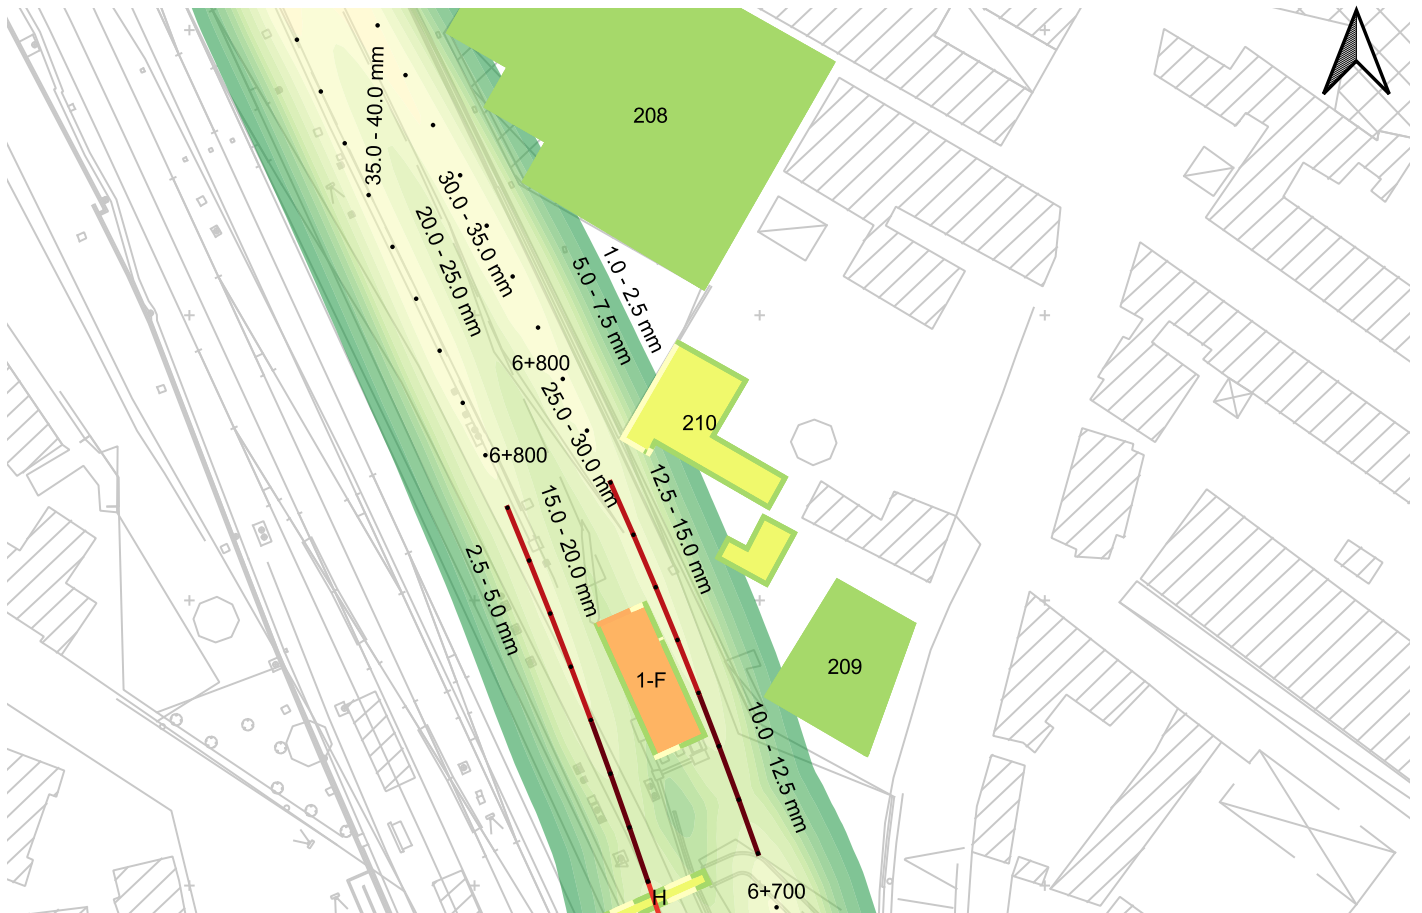 208
35.0 - 40.0 mm
30.0 - 35.0 mm
20.0 - 25.0 mm
1.0 - 2.5 mm
5.0 - 7.5 mm
6+800
25.0 - 30.0 mm
210
6+800
12.5 - 15.0 mm
15.0 - 20.0 mm
2.5 - 5.0 mm
1-F
209
10.0 - 12.5 mm
6+700
H